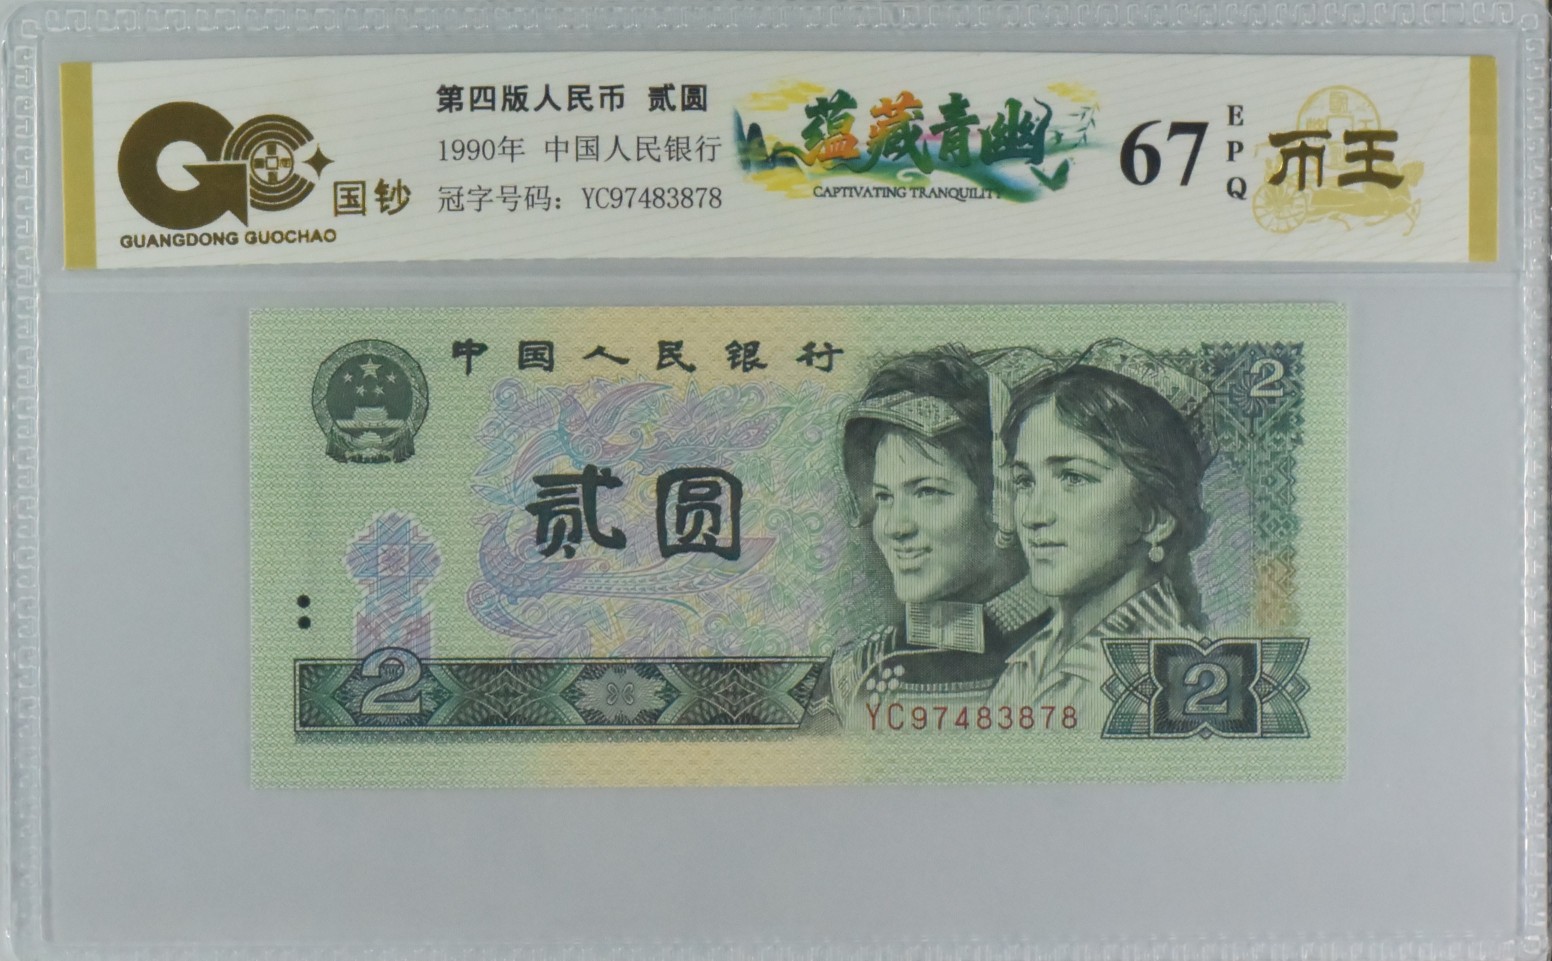 第四版人民币 贰圆
1990年 中国人民银行
冠字号码：YC97483878
国钞
GUANGDONG GUOCHAO
蕴藏青幽
CAPTIVATING TRANQUILITY
67
E
P
Q
币王
中国人民银行
2
贰圆
2
YC97483878
2